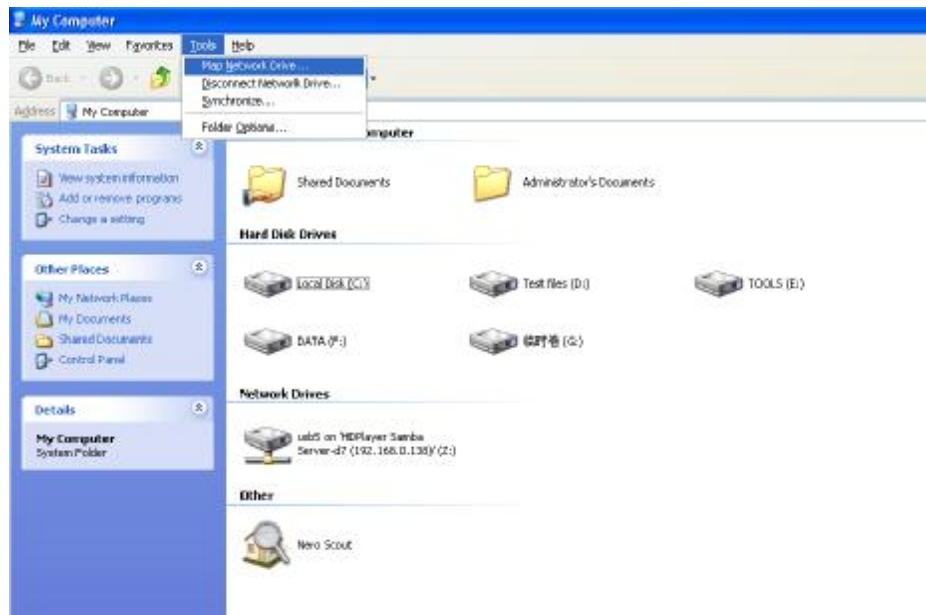 My Computer
File Edit View Favorites Tools Help
Map Network Drive...
Back
Disconnect Network Drive...
Synchronize...
Address My Computer
Folder Options...
omputer
System Tasks
View system information
Add or remove programs
Change a setting
Shared Documents
Administrator's Documents
Hard Disk Drives
Other Places
My Network Places
My Documents
Shared Documents
Control Panel
Local Disk (C:)
Test files (D:)
TOOLS (E:)
DATA (F:)
临时卷 (G:)
Network Drives
Details
My Computer
System Folder
usb5 on 'HDPlayer Samba
Server-d7 (192.168.0.138)' (Z:)
Other
Nero Scout